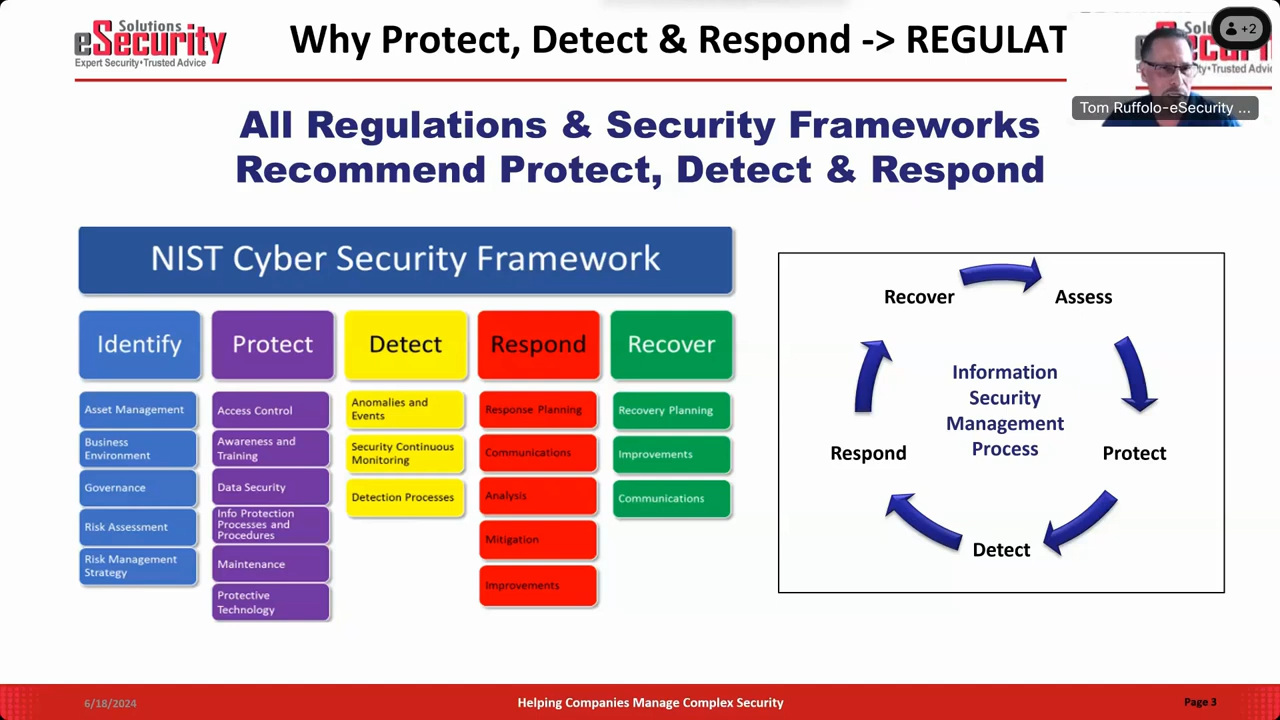 Solutions
eSecurity
Expert Security•Trusted Advice
Why Protect, Detect & Respond -> REGULAT
+2
Solu
Trusted Advic
Tom Ruffolo-eSecurity ...
All Regulations & Security Frameworks
Recommend Protect, Detect & Respond
NIST Cyber Security Framework
Identify
Asset Management
Business
Environment
Governance
Risk Assessment
Risk Management
Strategy
Protect
Access Control
Awareness and
Training
Data Security
Info Protection
Processes and
Procedures
Maintenance
Protective
Technology
Detect
Anomalies and
Events
Security Continuous
Monitoring
Detection Processes
Respond
Response Planning
Communications
Analysis
Mitigation
Improvements
Recover
Recovery Planning
Improvements
Communications
Recover
Assess
Information
Security
Management
Process
Respond
Protect
Detect
6/18/2024
Helping Companies Manage Complex Security
Page 3